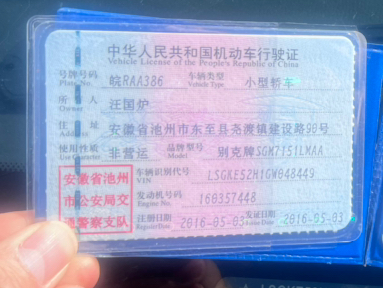 中华人民共和国机动车行驶证
Vehicle License of the People's Republic of China
号牌号码 皖RAA386 车辆类型 小型轿车
Plate No. Vehicle Type
所有人 汪国炉
Owner
住址 安徽省池州市东至县尧渡镇建设路90号
Address
使用性质 非营运 品牌型号 别克牌SGM7151LMAA
Use Character Model
安徽省池州 车辆识别代号 LSGKE52H1GW048449
VIN
市公安局交 发动机号码 160357448
Engine No.
通警察支队 注册日期 2016-05-03 发证日期 2016-05-03
Register Date Issue Date